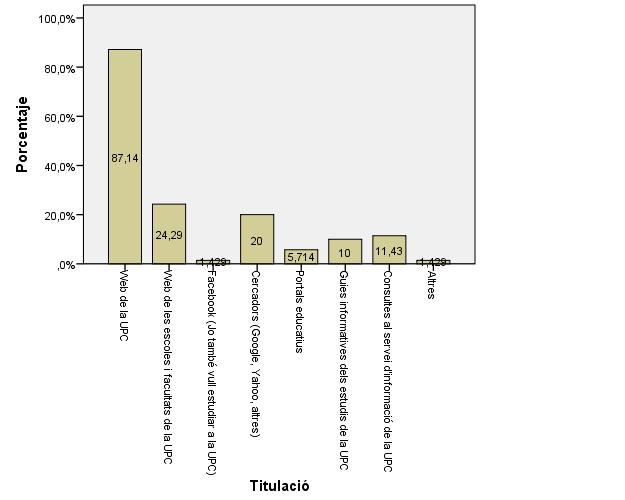 100,0%
80,0%
60,0%
40,0%
20,0%
,0%
Porcentaje
87,14
24,29
1,429
20
5,714
10
11,43
1,429
Web de la UPC
Web de les escoles i facultats de la UPC
Facebook (Jo també vull estudiar a la UPC)
Cercadors (Google, Yahoo, altres)
Portals educatius
Guies informatives dels estudis de la UPC
Consultes al servei d'informació de la UPC
Altres
Titulació